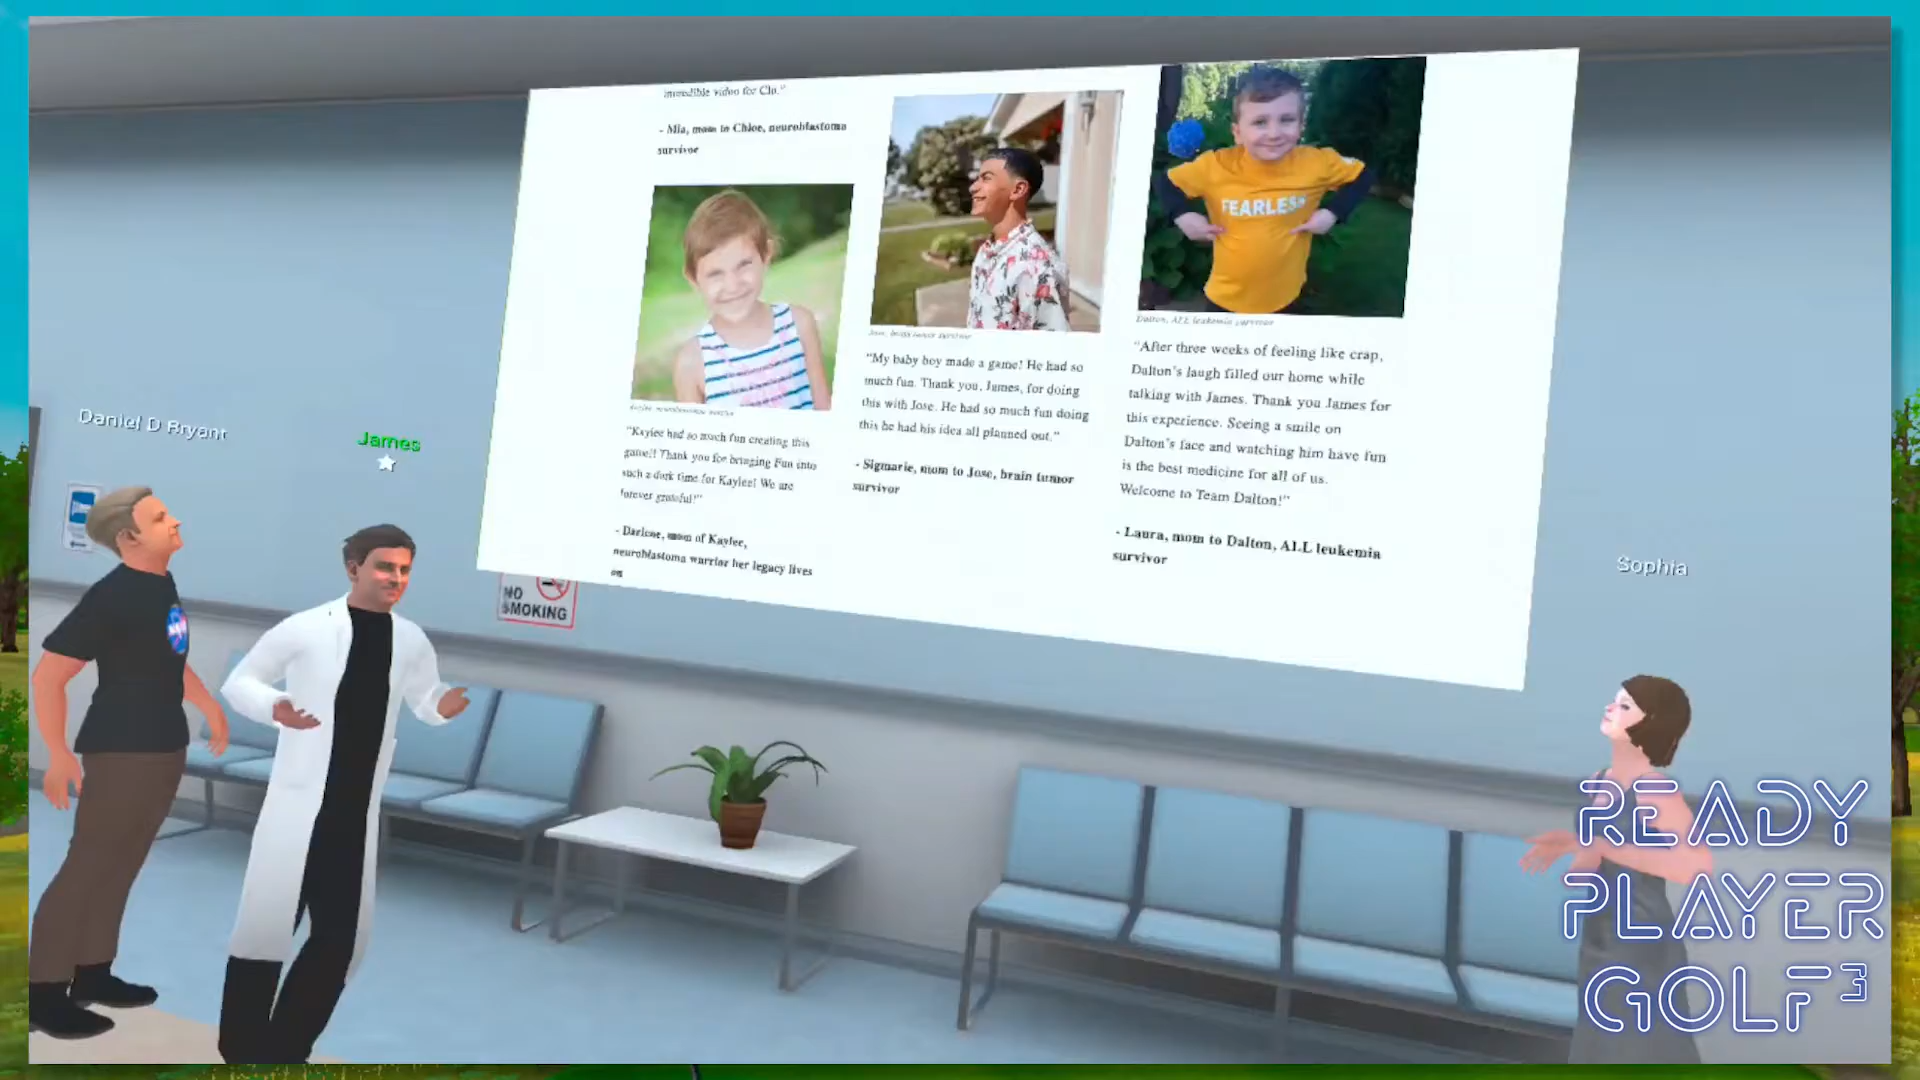 incredible video for Clo."
- Mia, mom to Chloe, neuroblastoma
survivor
"Kaylee had so much fun creating this
game!! Thank you for bringing Fun into
such a dark time for Kaylee! We are
forever grateful!"
- Darlene, mom of Kaylee,
neuroblastoma warrior her legacy lives
on
Jose, brain tumor survivor
"My baby boy made a game! He had so
much fun. Thank you, James, for doing
this with Jose. He had so much fun doing
this he had his idea all planned out."
- Sigmarie, mom to Jose, brain tumor
survivor
FEARLESS
Dalton, ALL leukemia survivor
"After three weeks of feeling like crap,
Dalton's laugh filled our home while
talking with James. Thank you James for
this experience. Seeing a smile on
Dalton's face and watching him have fun
is the best medicine for all of us.
Welcome to Team Dalton!"
- Laura, mom to Dalton, ALL leukemia
survivor
Daniel D Bryant
James
Sophia
NO
SMOKING
READY
PLAYER
GOLF³